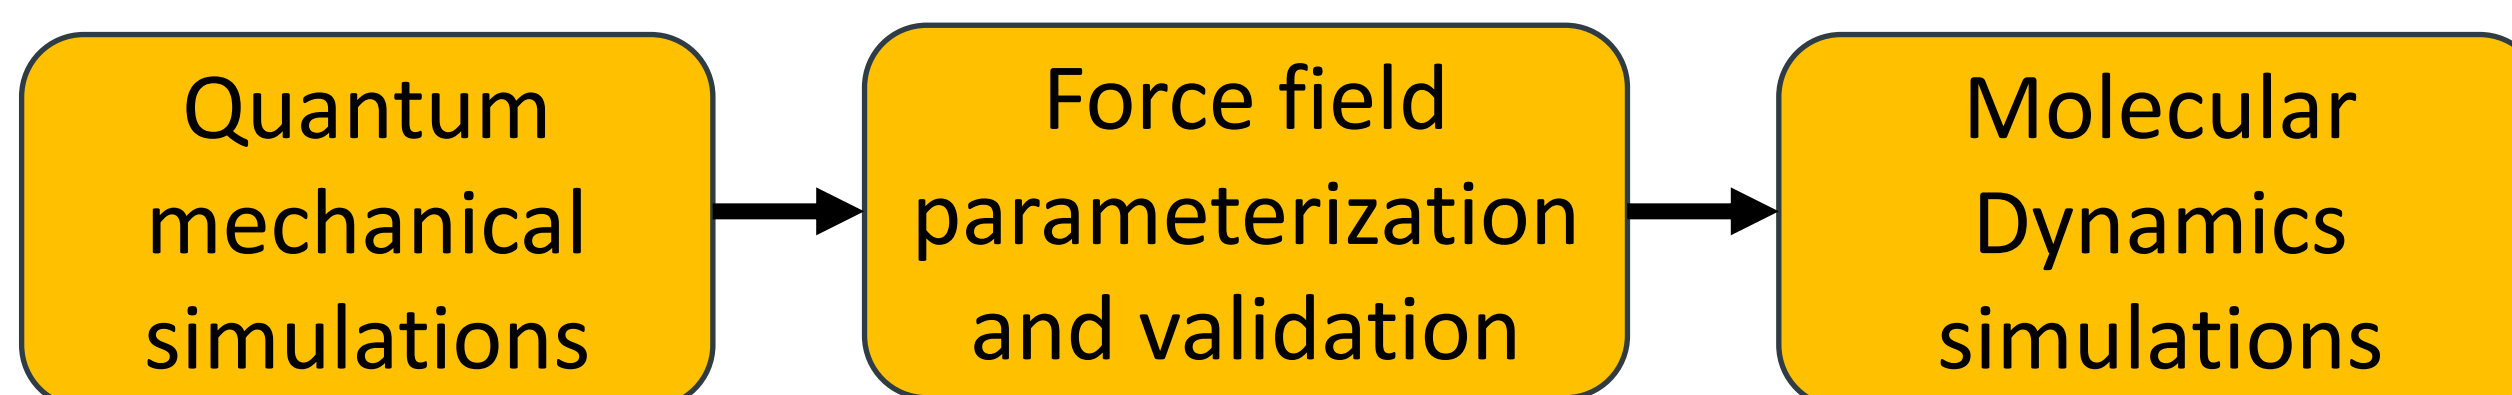 Quantum
mechanical
simulations
Force field
parameterization
and validation
Molecular
Dynamics
simulations